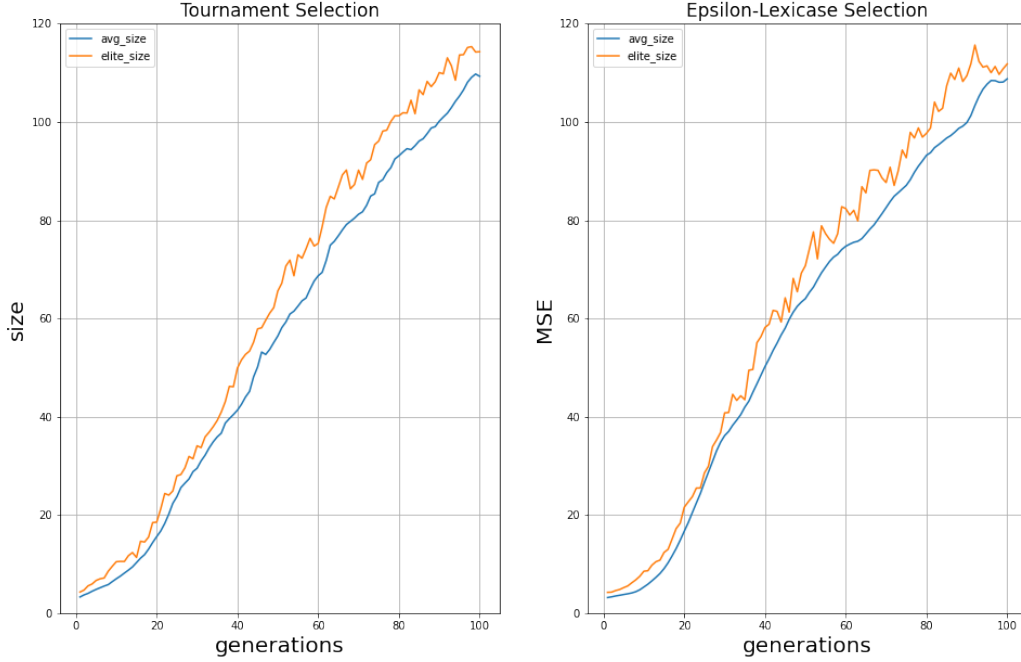 Tournament Selection
avg_size
elite_size
size
120
100
80
60
40
20
0
0 20 40 60 80 100
generations
Epsilon-Lexicase Selection
avg_size
elite_size
MSE
120
100
80
60
40
20
0
0 20 40 60 80 100
generations